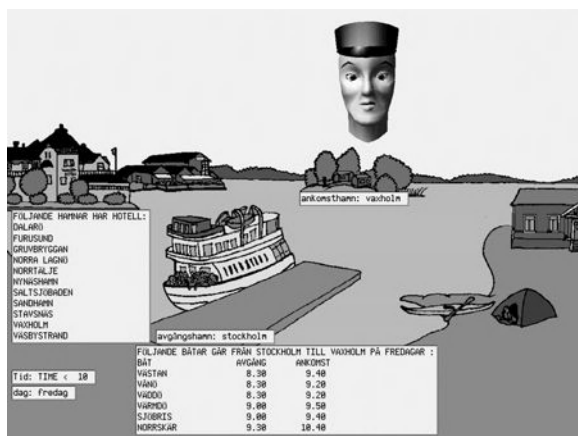 ankomsthamn: vaxholm
FÖLJANDE HAMNAR HAR HOTELL:
DALARÖ
FURUSUND
GRUVBRYGGAN
NORRA LAGNÖ
NORRTÄLJE
NYNÄSHAMN
SALTSJÖBADEN
SANDHAMN
STAVSNÄS
VAXHOLM
VÄSBYSTRAND
avgångshamn: stockholm
FÖLJANDE BÅTAR GÅR FRÅN STOCKHOLM TILL VAXHOLM PÅ FREDAGAR :
BÅT AVGÅNG ANKOMST
VÄSTAN 8.30 9.40
VÅNÖ 8.30 9.20
VÄDDÖ 8.30 9.20
VÄRMDÖ 9.00 9.50
SJÖBRIS 9.00 9.40
NORRSKÄR 9.30 10.40
Tid: TIME < 10
dag: fredag